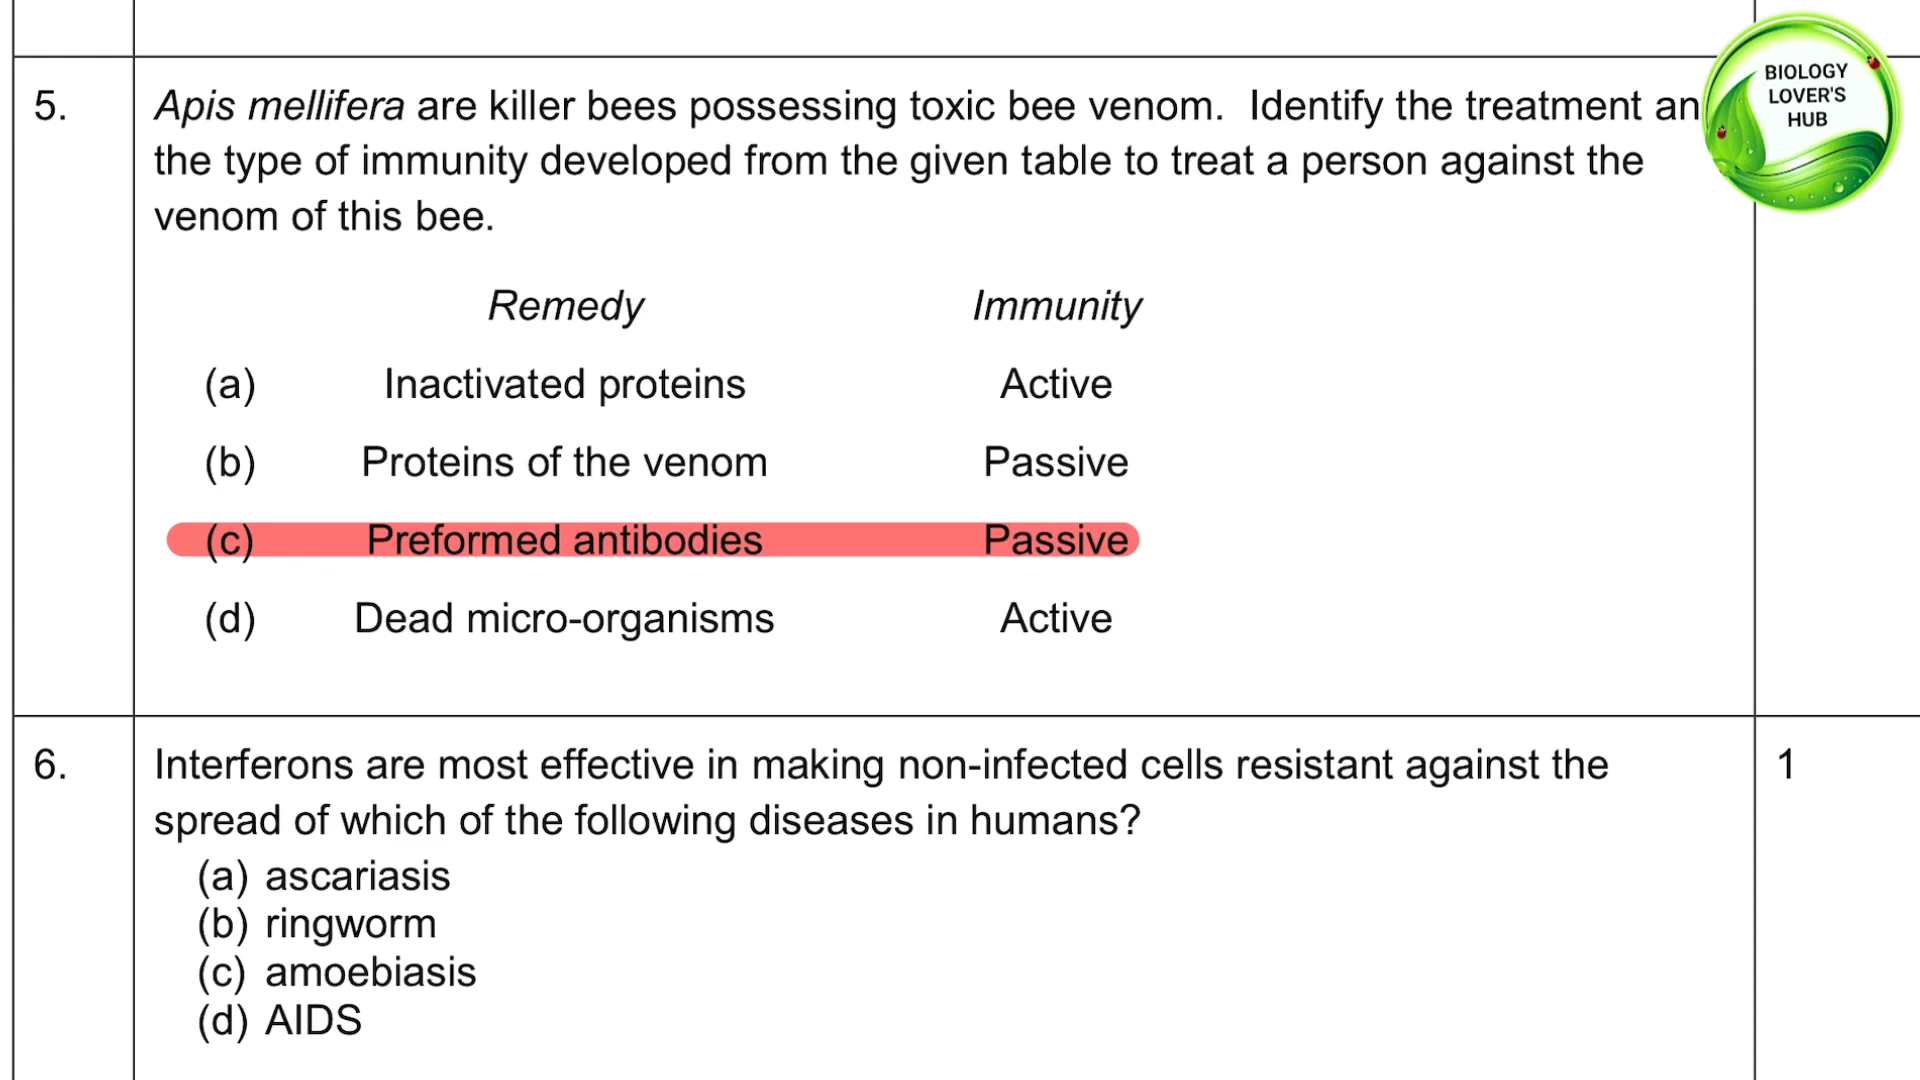 BIOLOGY
LOVER'S
HUB
5. Apis mellifera are killer bees possessing toxic bee venom. Identify the treatment an
the type of immunity developed from the given table to treat a person against the
venom of this bee.
Remedy Immunity
(a) Inactivated proteins Active
(b) Proteins of the venom Passive
(c) Preformed antibodies Passive
(d) Dead micro-organisms Active
6. Interferons are most effective in making non-infected cells resistant against the 1
spread of which of the following diseases in humans?
(a) ascariasis
(b) ringworm
(c) amoebiasis
(d) AIDS